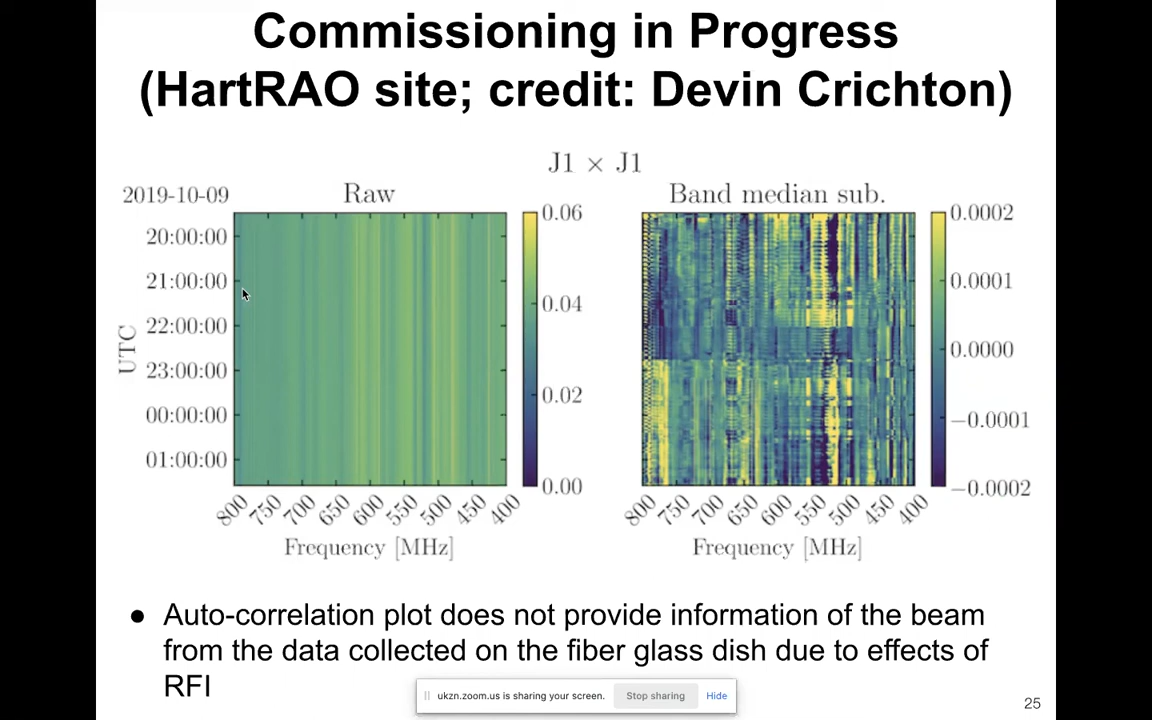 Commissioning in Progress
(HartRAO site; credit: Devin Crichton)
J1 × J1
2019-10-09
Raw
Band median sub.
UTC
20:00:00
21:00:00
22:00:00
23:00:00
00:00:00
01:00:00
0.06
0.04
0.02
0.00
800 750 700 650 600 550 500 450 400
Frequency [MHz]
0.0002
0.0001
0.0000
−0.0001
−0.0002
800 750 700 650 600 550 500 450 400
Frequency [MHz]
● Auto-correlation plot does not provide information of the beam
from the data collected on the fiber glass dish due to effects of
RFI
ukzn.zoom.us is sharing your screen. Stop sharing Hide
25